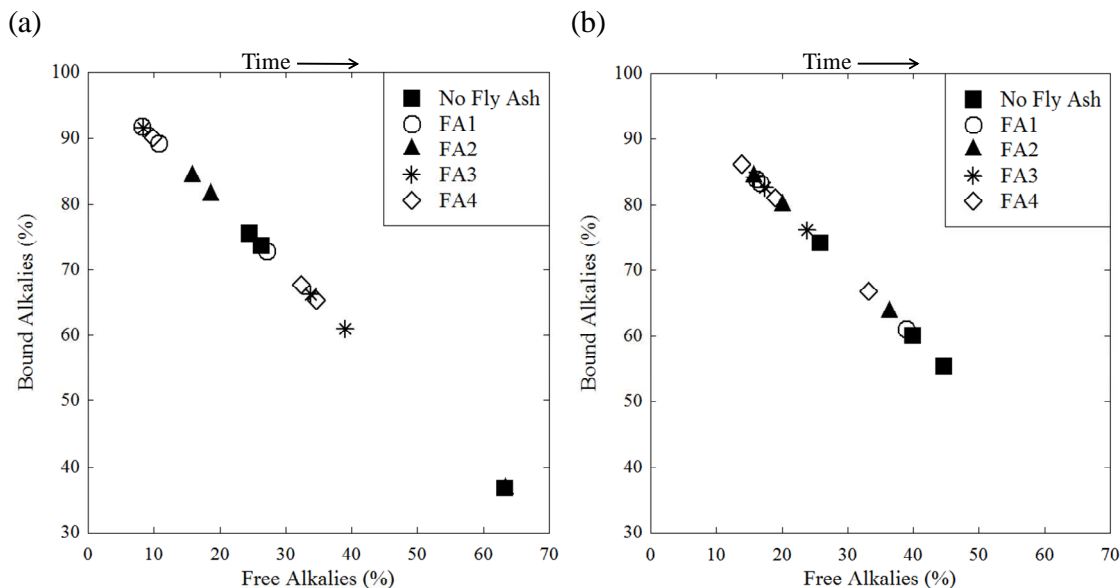 (a)
Time
100
90
80
70
60
50
40
30
0 10 20 30 40 50 60 70
Bound Alkalies (%)
Free Alkalies (%)
No Fly Ash
FA1
FA2
FA3
FA4
(b)
Time
100
90
80
70
60
50
40
30
0 10 20 30 40 50 60 70
Bound Alkalies (%)
Free Alkalies (%)
No Fly Ash
FA1
FA2
FA3
FA4